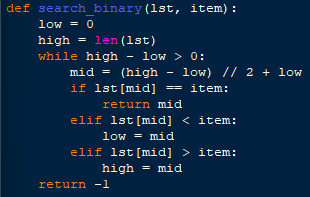 def search_binary(lst, item):
    low = 0
    high = len(lst)
    while high - low > 0:
        mid = (high - low) // 2 + low
        if lst[mid] == item:
            return mid
        elif lst[mid] < item:
            low = mid
        elif lst[mid] > item:
            high = mid
    return -1